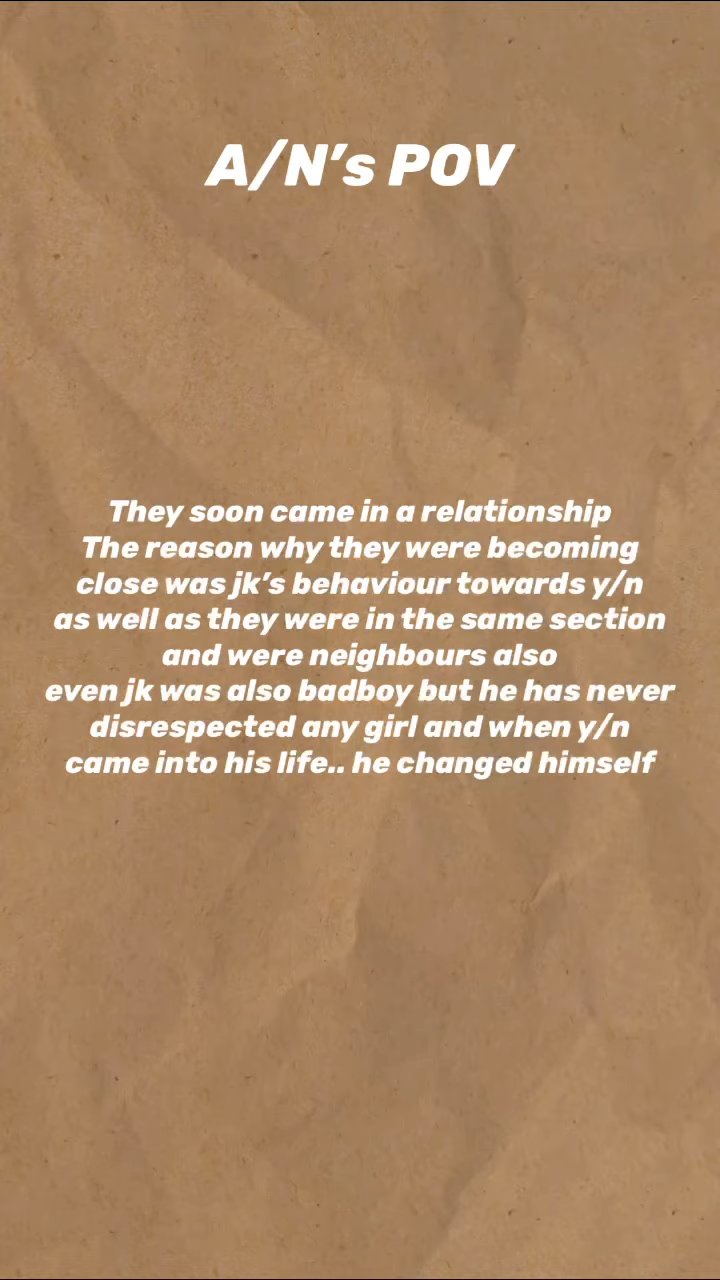 A/N’s POV
They soon came in a relationship
The reason why they were becoming
close was jk’s behaviour towards y/n
as well as they were in the same section
and were neighbours also
even jk was also badboy but he has never
disrespected any girl and when y/n
came into his life.. he changed himself